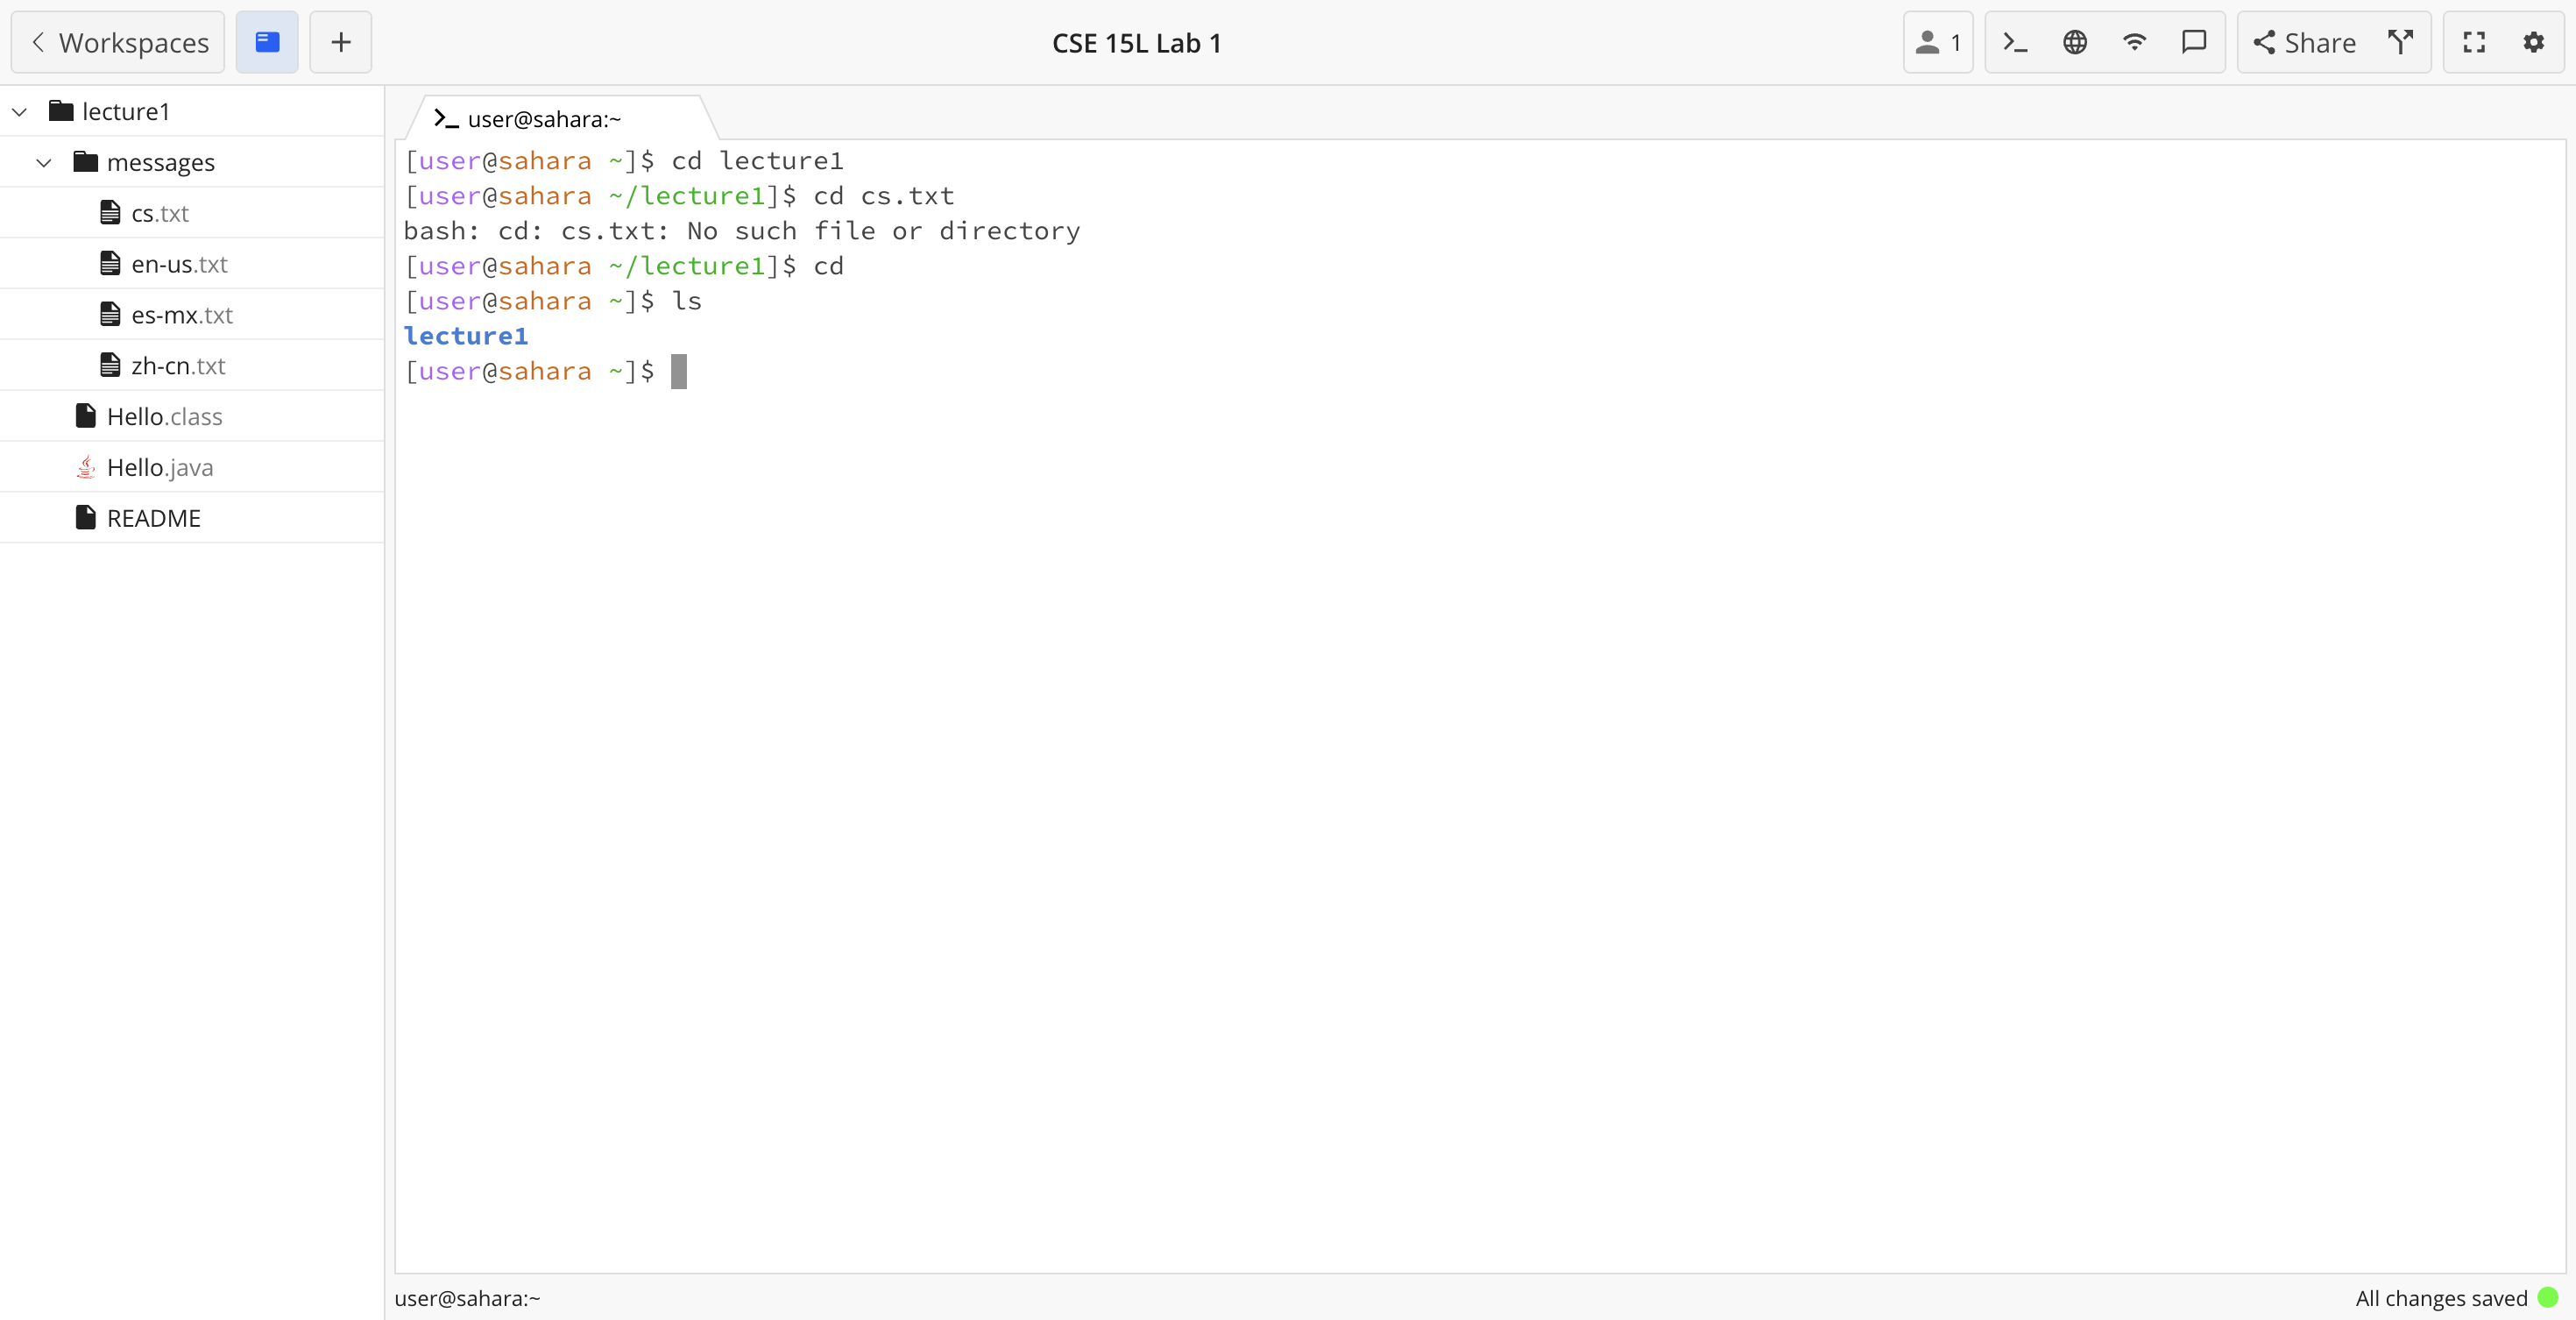 Workspaces
CSE 15L Lab 1
1
Share
lecture1
messages
cs.txt
en-us.txt
es-mx.txt
zh-cn.txt
Hello.class
Hello.java
README
user@sahara:~
[user@sahara ~]$ cd lecture1
[user@sahara ~/lecture1]$ cd cs.txt
bash: cd: cs.txt: No such file or directory
[user@sahara ~/lecture1]$ cd
[user@sahara ~]$ ls
lecture1
[user@sahara ~]$
user@sahara:~
All changes saved